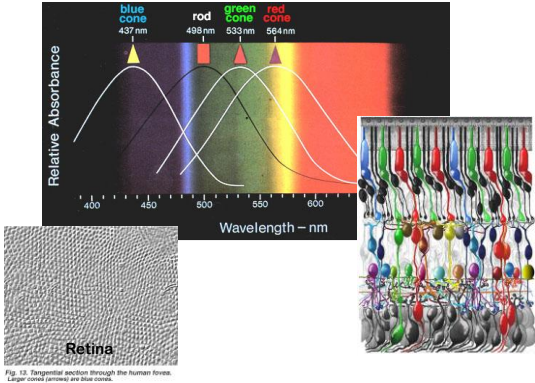 blue cone
437 nm
rod
498 nm
green cone
533 nm
red cone
564 nm
Relative Absorbance
400
500
550
600
Wavelength – nm
Retina
Fig. 13. Tangential section through the human fovea.
Larger cones (arrows) are blue cones.